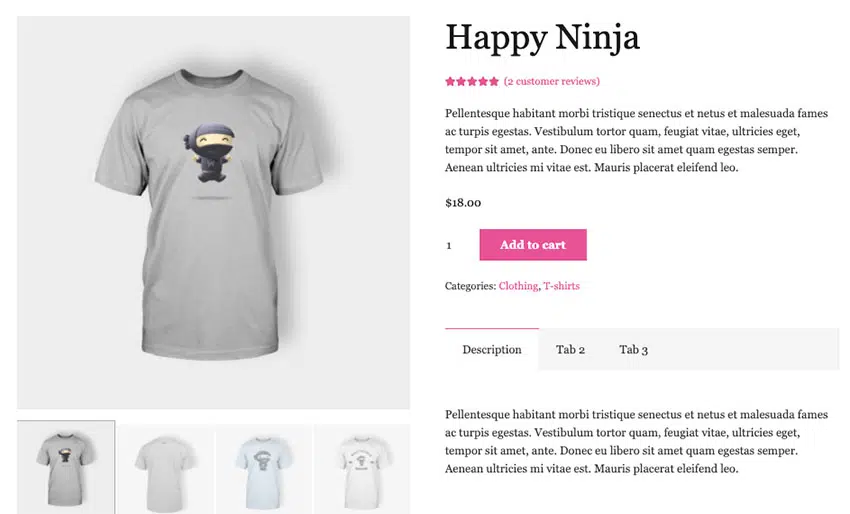 Happy Ninja
(2 customer reviews)
Pellentesque habitant morbi tristique senectus et netus et malesuada fames
ac turpis egestas. Vestibulum tortor quam, feugiat vitae, ultricies eget,
tempor sit amet, ante. Donec eu libero sit amet quam egestas semper.
Aenean ultricies mi vitae est. Mauris placerat eleifend leo.
$18.00
1 Add to cart
Categories: Clothing, T-shirts
Description Tab 2 Tab 3
Pellentesque habitant morbi tristique senectus et netus et malesuada fames
ac turpis egestas. Vestibulum tortor quam, feugiat vitae, ultricies eget,
tempor sit amet, ante. Donec eu libero sit amet quam egestas semper.
Aenean ultricies mi vitae est. Mauris placerat eleifend leo.